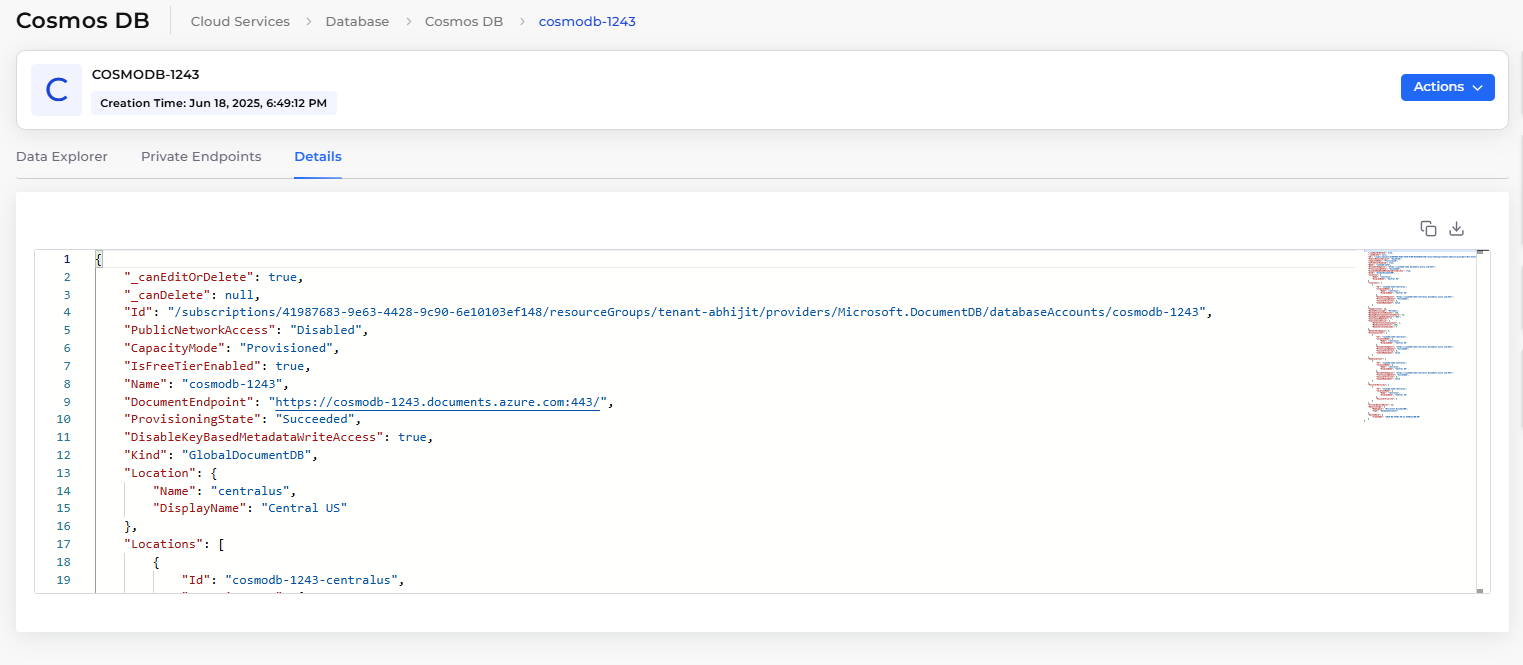 Cosmos DB
Cloud Services > Database > Cosmos DB > cosmodb-1243
C
COSMODB-1243
Creation Time: Jun 18, 2025, 6:49:12 PM
Actions
Data Explorer Private Endpoints Details
1 {
2 "_canEditOrDelete": true,
3 "_canDelete": null,
4 "Id": "/subscriptions/41987683-9e63-4428-9c90-6e10103ef148/resourceGroups/tenant-abhijit/providers/Microsoft.DocumentDB/databaseAccounts/cosmodb-1243",
5 "PublicNetworkAccess": "Disabled",
6 "CapacityMode": "Provisioned",
7 "IsFreeTierEnabled": true,
8 "Name": "cosmodb-1243",
9 "DocumentEndpoint": "https://cosmodb-1243.documents.azure.com:443/",
10 "ProvisioningState": "Succeeded",
11 "DisableKeyBasedMetadataWriteAccess": true,
12 "Kind": "GlobalDocumentDB",
13 "Location": {
14 "Name": "centralus",
15 "DisplayName": "Central US"
16 },
17 "Locations": [
18 {
19 "Id": "cosmodb-1243-centralus",